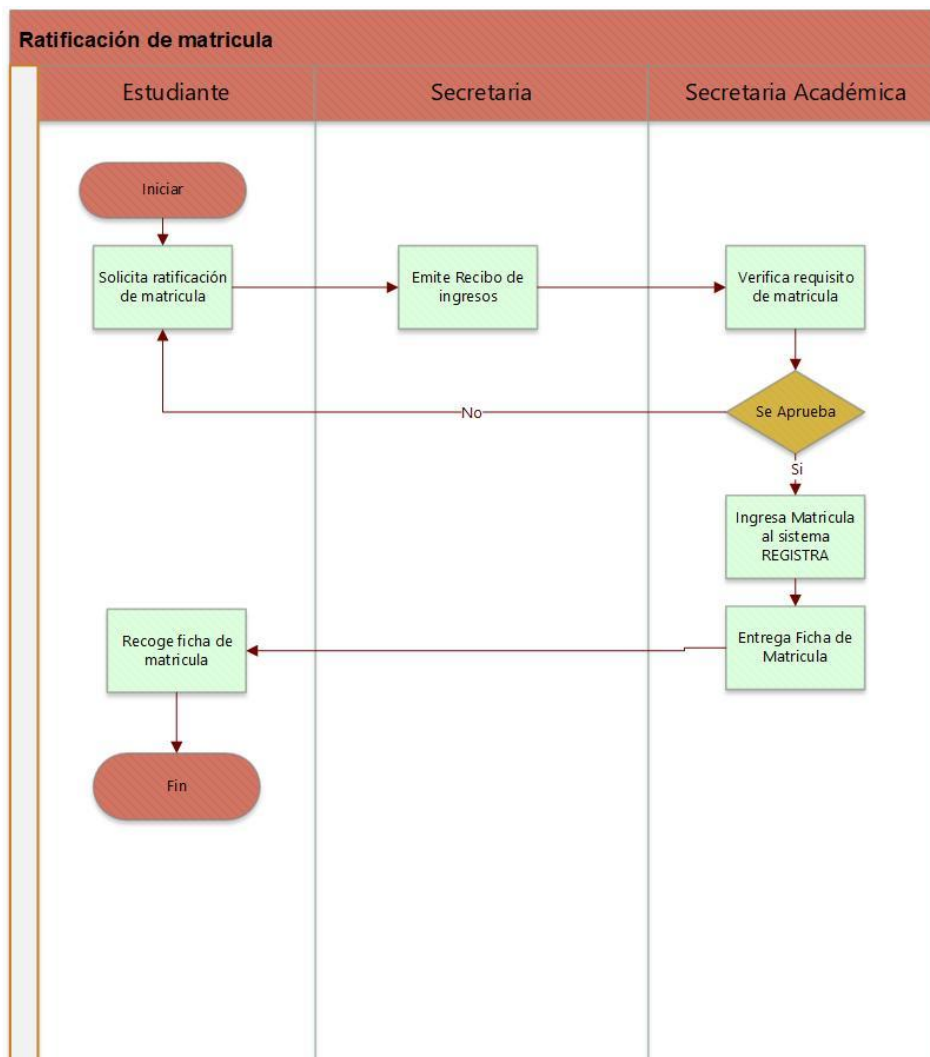 Ratificación de matricula
Estudiante
Secretaria
Secretaria Académica
Iniciar
Solicita ratificación
de matricula
Emite Recibo de
ingresos
Verifica requisito
de matricula
Se Aprueba
No
Si
Ingresa Matricula
al sistema
REGISTRA
Entrega Ficha de
Matricula
Recoge ficha de
matricula
Fin